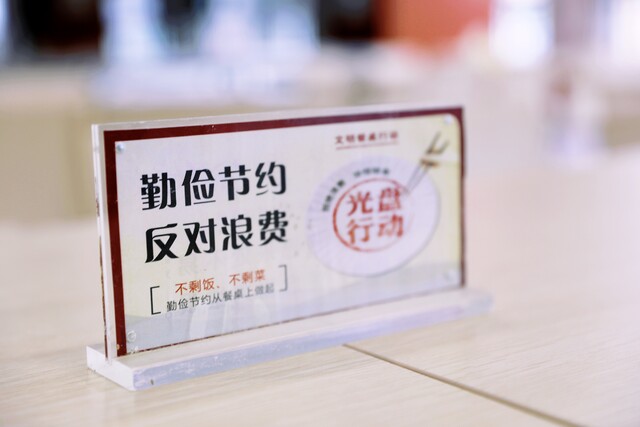 文明餐桌行动
勤俭节约
反对浪费
光盘
行动
不剩饭、不剩菜
勤俭节约从餐桌上做起